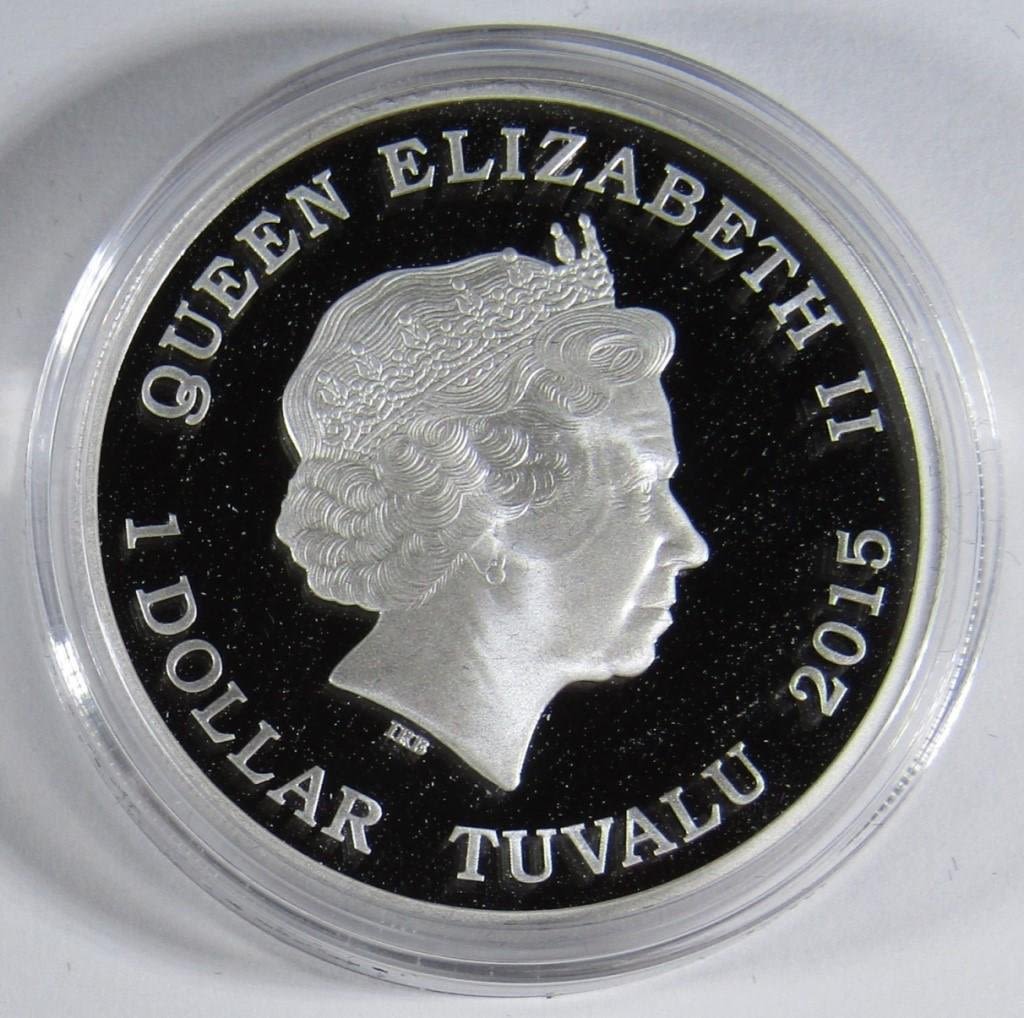 QUEEN ELIZABETH II
1 DOLLAR TUVALU 2015
IRB